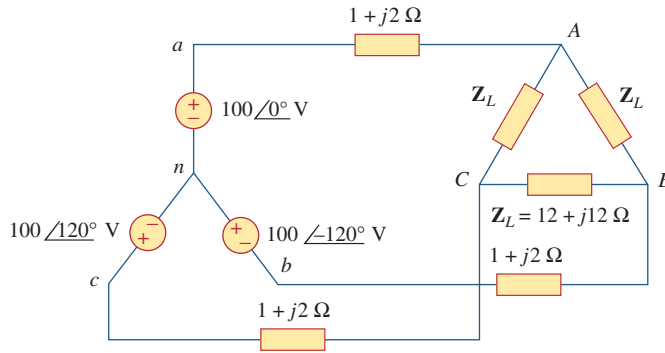 1 + j2 Ω
a
A
+
−
100 /0° V
Z_L
Z_L
n
C
B
100 /120° V
−
+
+
−
100 /−120° V
Z_L = 12 + j12 Ω
b
1 + j2 Ω
c
1 + j2 Ω